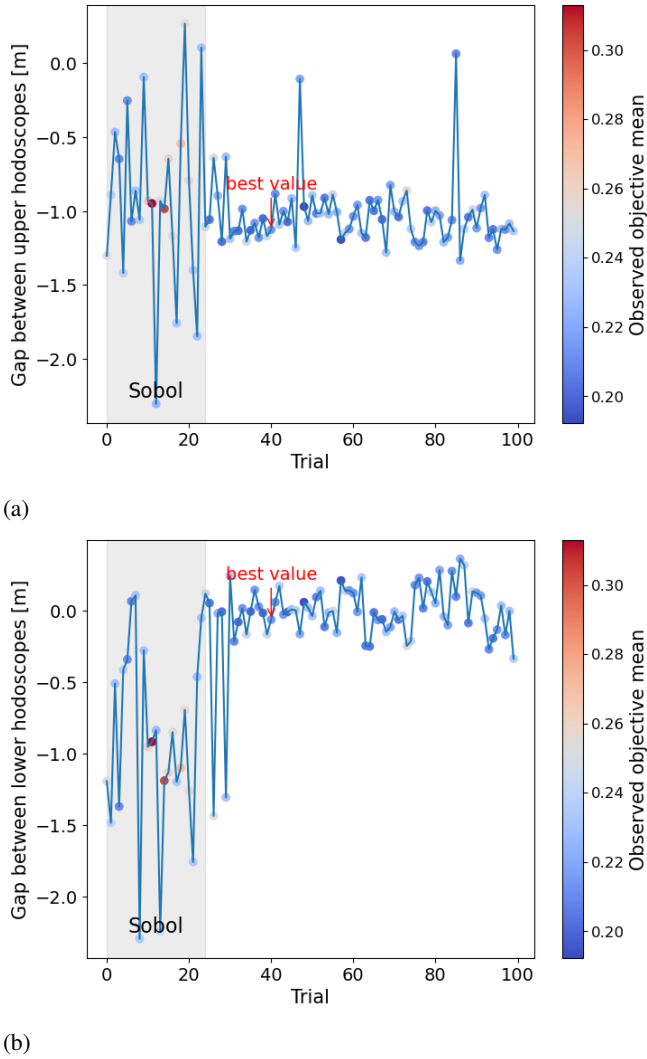 Gap between upper hodoscopes [m]
0.0
−0.5
−1.0
−1.5
−2.0
best value
Sobol
0
20
40
60
80
100
Trial
0.30
0.28
0.26
0.24
0.22
0.20
Observed objective mean
(a)
Gap between lower hodoscopes [m]
0.0
−0.5
−1.0
−1.5
−2.0
best value
Sobol
0
20
40
60
80
100
Trial
0.30
0.28
0.26
0.24
0.22
0.20
Observed objective mean
(b)